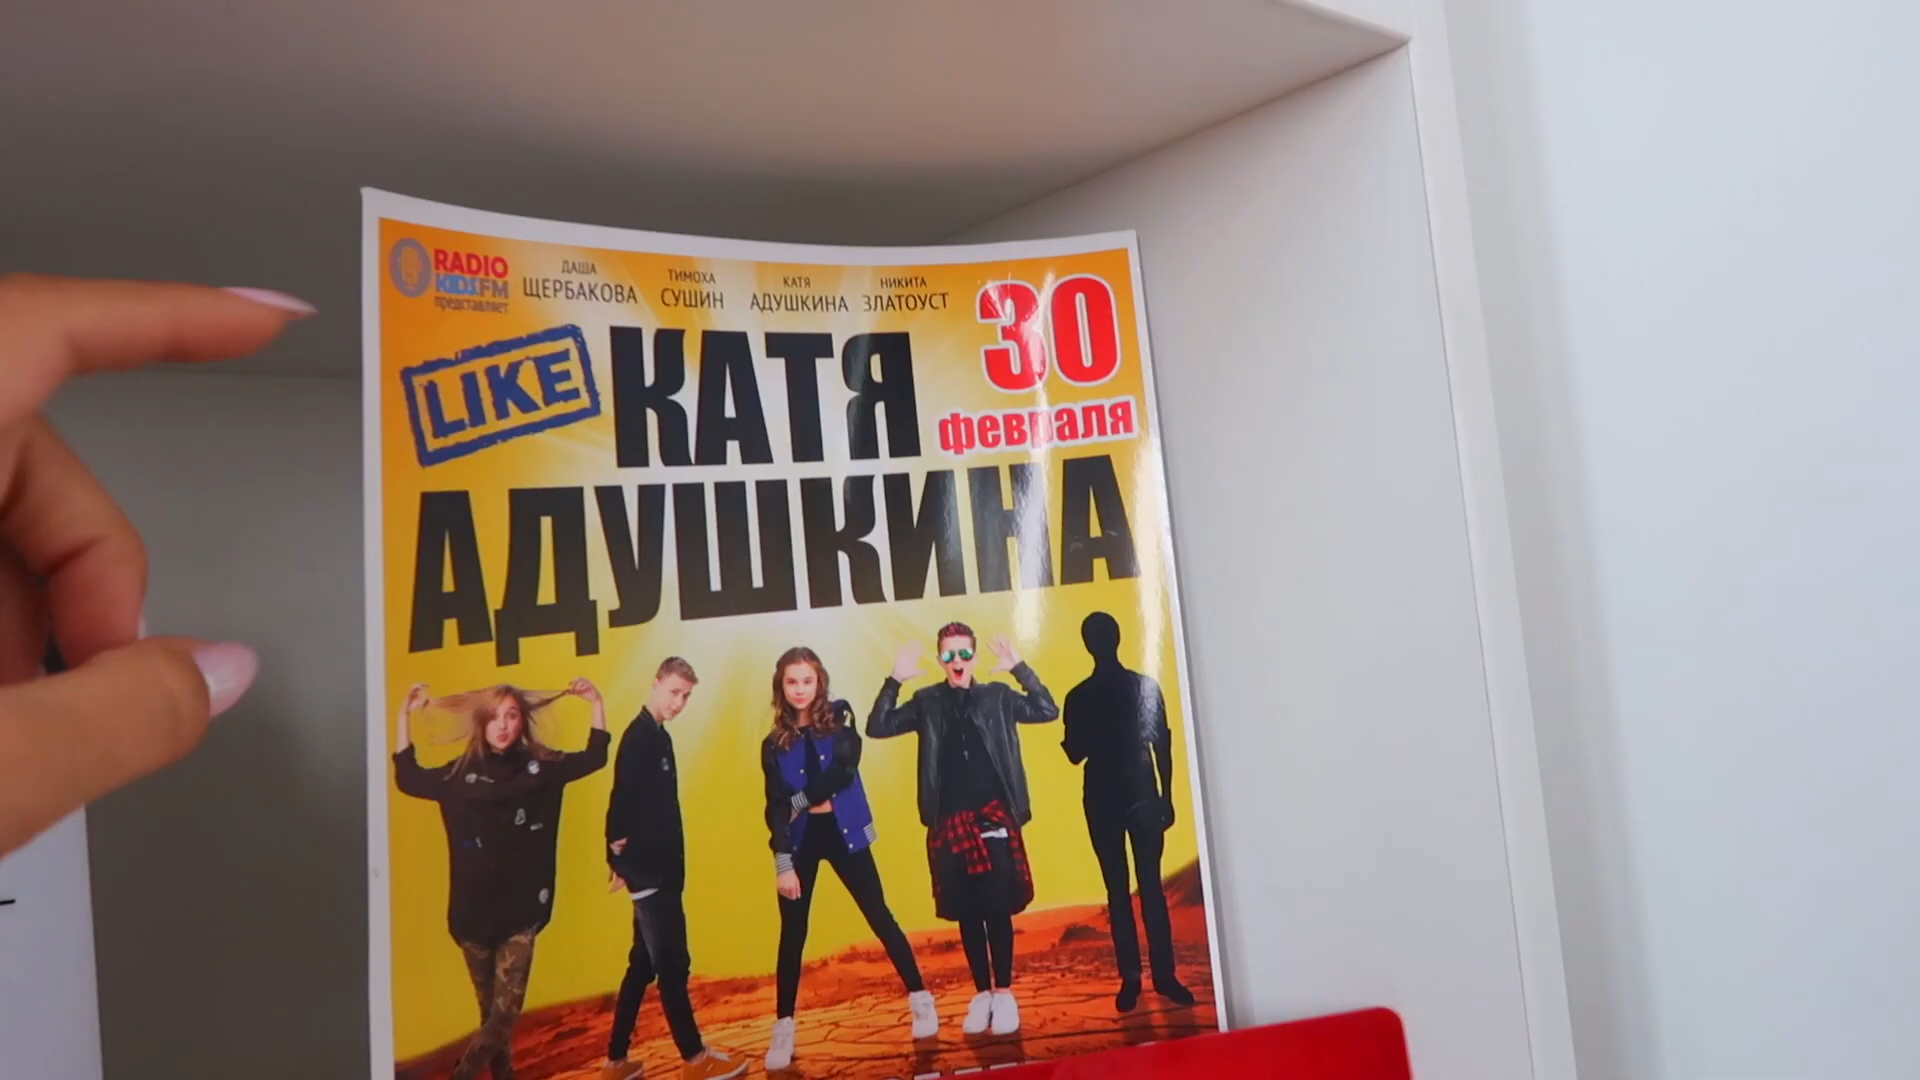 RADIO
KIDS.FM
представляет
ДАША
ЩЕРБАКОВА
ТИМОХА
СУШИН
КАТЯ
АДУШКИНА
НИКИТА
ЗЛАТОУСТ
30
февраля
LIKE
КАТЯ
АДУШКИНА